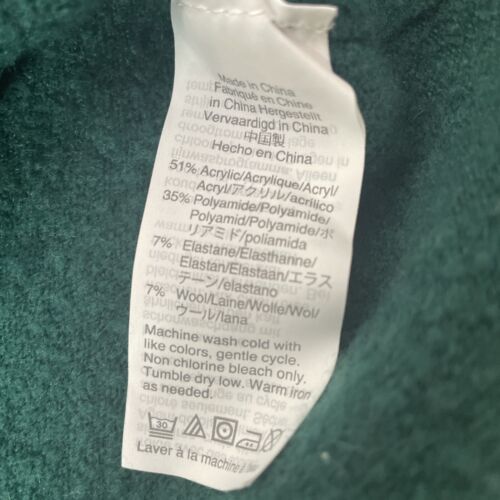 Made in China
Fabriqué en Chine
in China Hergestellt
Vervaardigd in China
中国製
Hecho en China
51% Acrylic/Acrylique/Acryl/
Acryl/アクリル/acrilico
35% Polyamide/Polyamide/
Polyamid/Polyamide/ポ
リアミド/poliamida
7% Elastane/Elasthanne/
Elastan/Elastaan/エラス
テーン/elastano
7% Wool/Laine/Wolle/Wol/
ウール/lana
Machine wash cold with
like colors, gentle cycle.
Non chlorine bleach only.
Tumble dry low. Warm iron
as needed.
30
Laver à la machine à